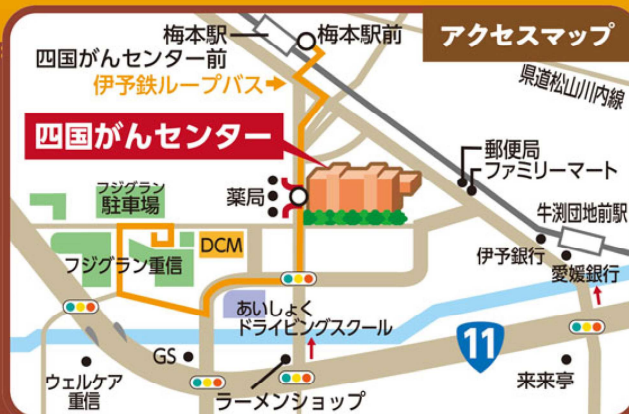 アクセスマップ
梅本駅
梅本駅前
四国がんセンター前
伊予鉄ループバス
県道松山川内線
四国がんセンター
郵便局
ファミリーマート
フジグラン
駐車場
薬局
牛渕団地前駅
DCM
伊予銀行
フジグラン重信
愛媛銀行
あいしょく
ドライビングスクール
11
GS
ウェルケア
重信
ラーメンショップ
来来亭